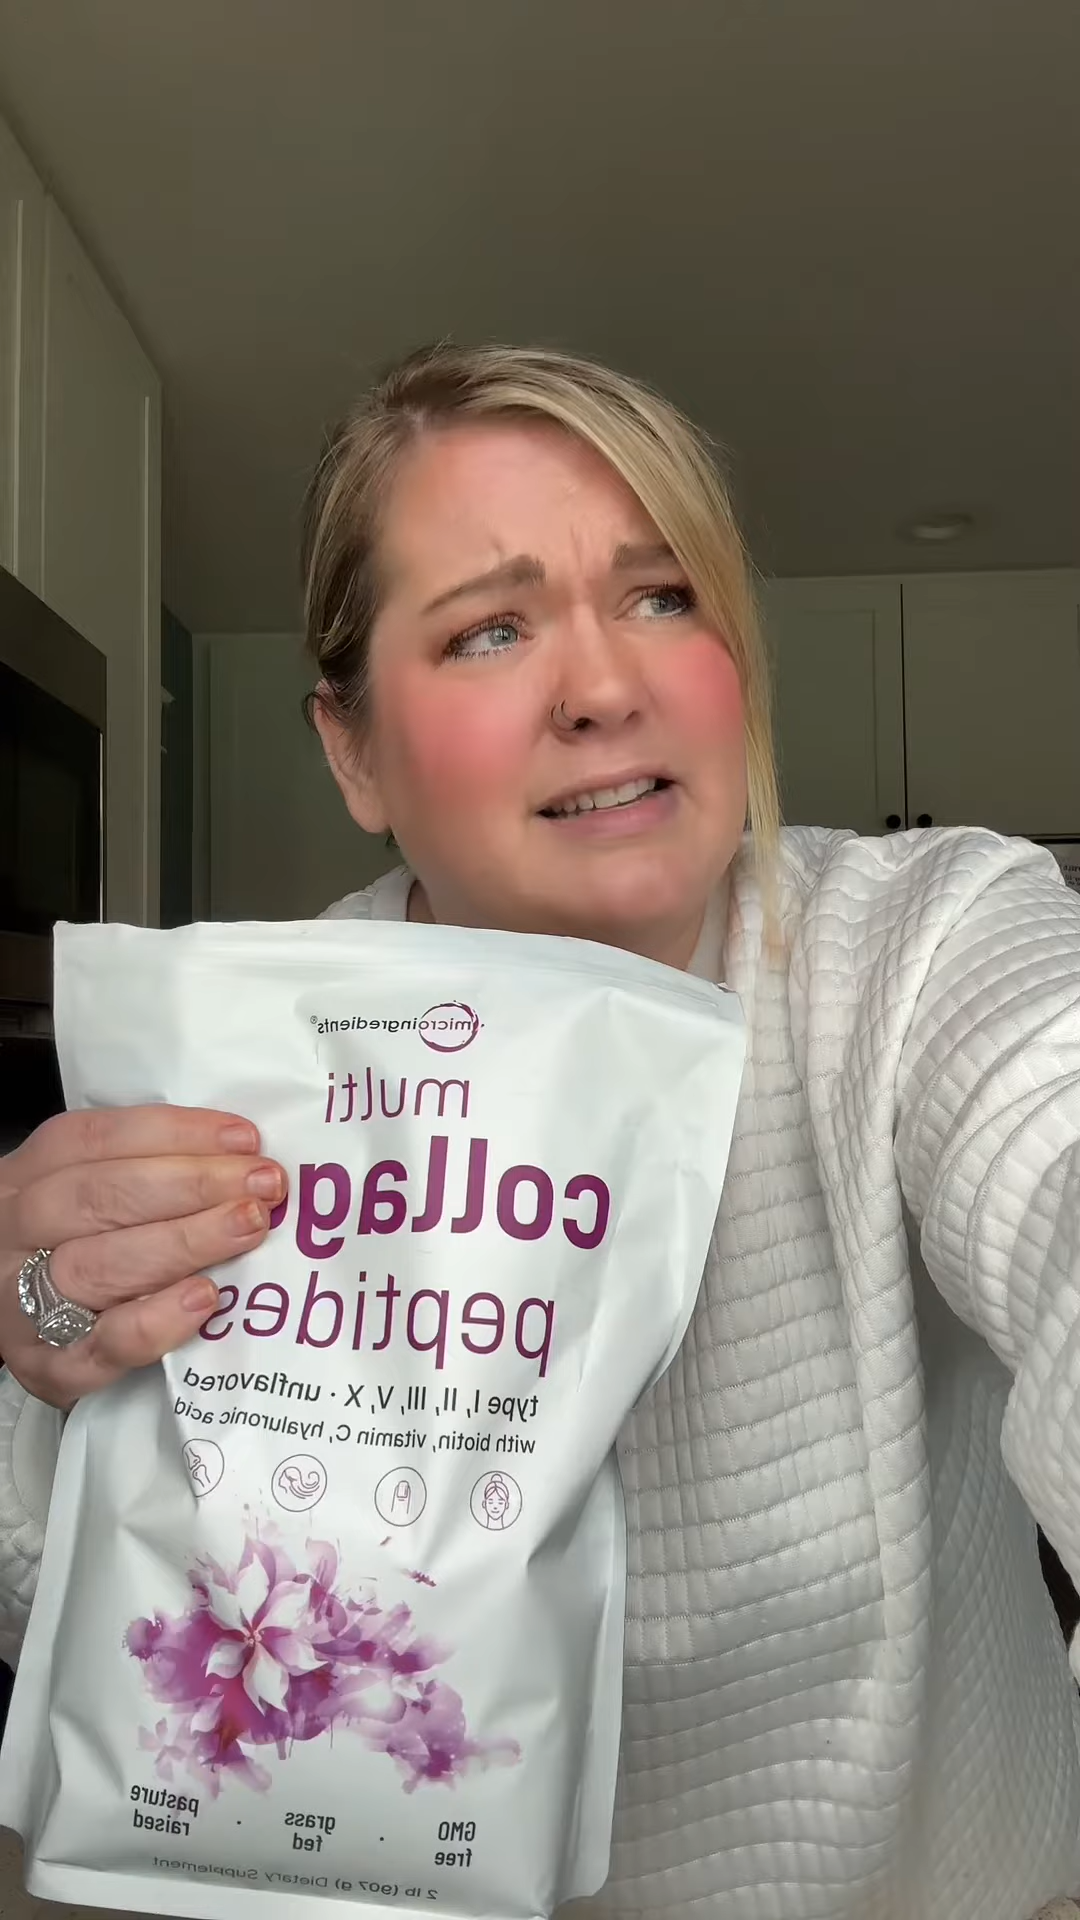 microingredients®
multi
collage
peptides
type I, II, III, V, X · unflavored
with biotin, vitamin C, hyaluronic acid
GMO free · grass fed · pasture raised
2 lb (907 g) Dietary Supplement